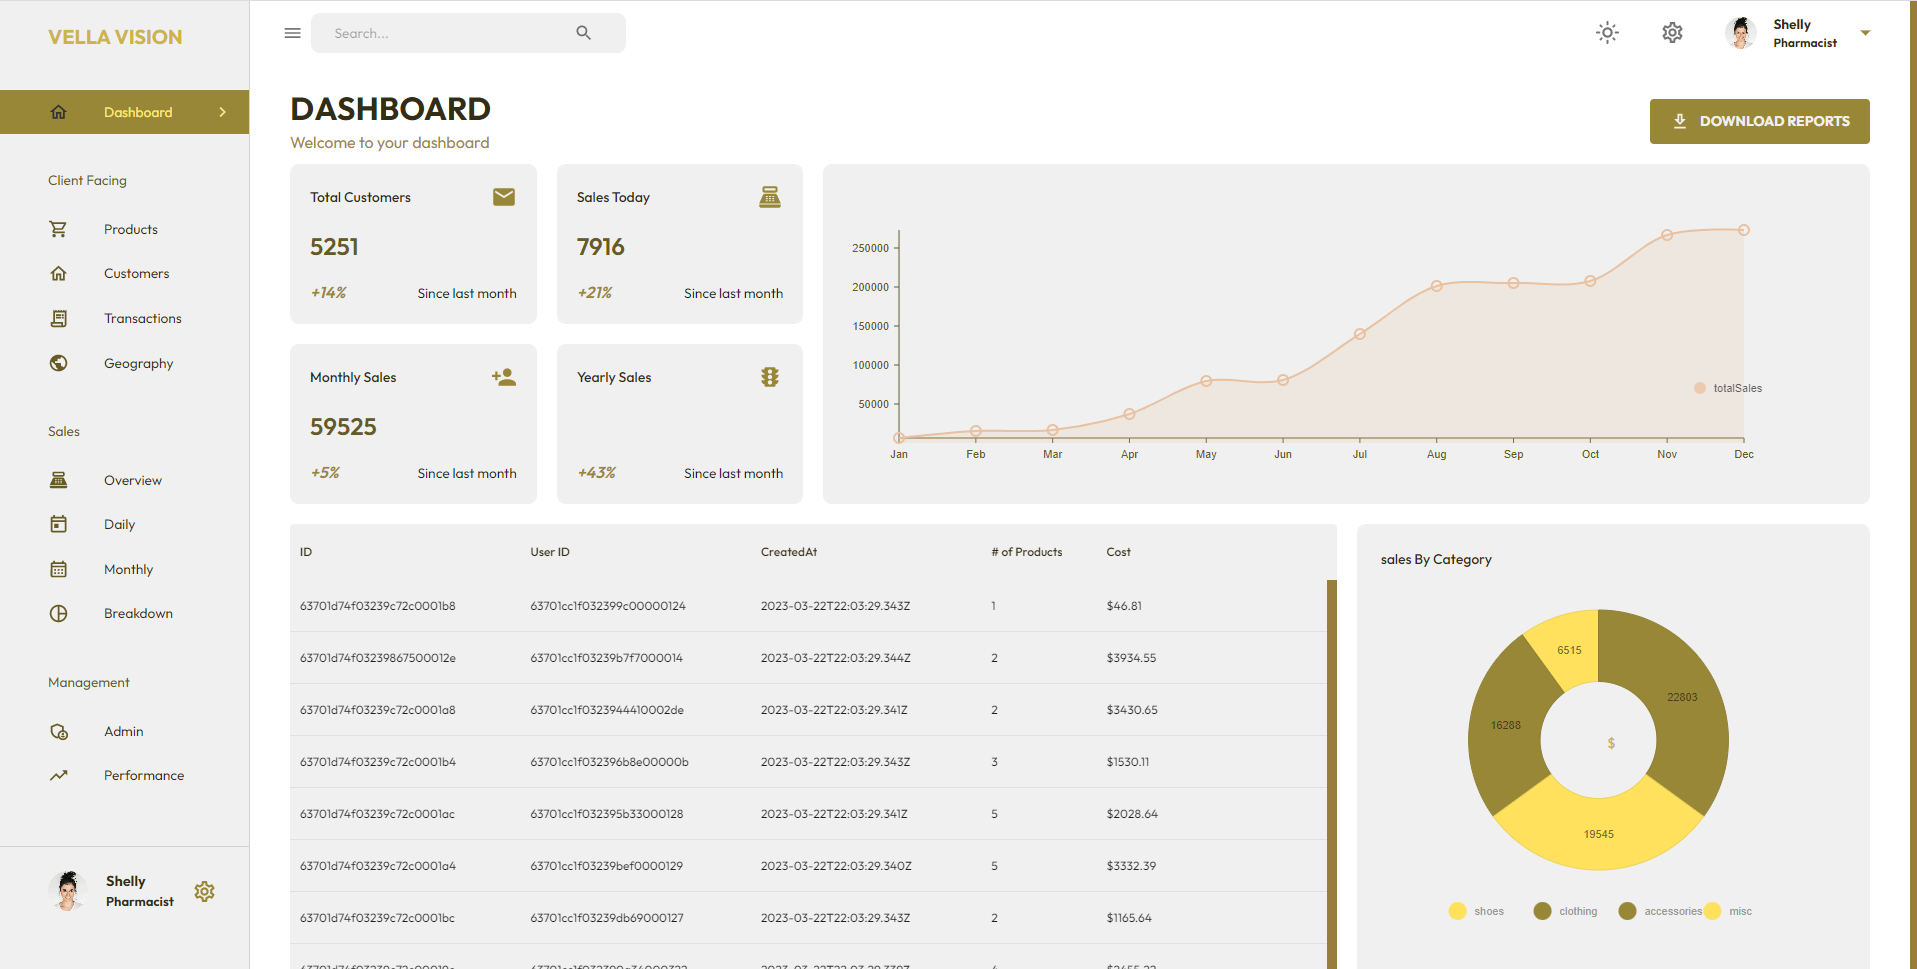 VELLA VISION
Search...
Shelly
Pharmacist
Dashboard
Client Facing
Products
Customers
Transactions
Geography
Sales
Overview
Daily
Monthly
Breakdown
Management
Admin
Performance
Shelly
Pharmacist
DASHBOARD
Welcome to your dashboard
DOWNLOAD REPORTS
Total Customers
5251
+14% Since last month
Sales Today
7916
+21% Since last month
Monthly Sales
59525
+5% Since last month
Yearly Sales
+43% Since last month
250000
200000
150000
100000
50000
totalSales
Jan Feb Mar Apr May Jun Jul Aug Sep Oct Nov Dec
ID User ID CreatedAt # of Products Cost
63701d74f03239c72c0001b8 63701cc1f032399c00000124 2023-03-22T22:03:29.343Z 1 $46.81
63701d74f03239867500012e 63701cc1f03239b7f7000014 2023-03-22T22:03:29.344Z 2 $3934.55
63701d74f03239c72c0001a8 63701cc1f0323944410002de 2023-03-22T22:03:29.341Z 2 $3430.65
63701d74f03239c72c0001b4 63701cc1f032396b8e00000b 2023-03-22T22:03:29.343Z 3 $1530.11
63701d74f03239c72c0001ac 63701cc1f032395b33000128 2023-03-22T22:03:29.341Z 5 $2028.64
63701d74f03239c72c0001a4 63701cc1f03239bef0000129 2023-03-22T22:03:29.340Z 5 $3332.39
63701d74f03239c72c0001bc 63701cc1f03239db69000127 2023-03-22T22:03:29.343Z 2 $1165.64
sales By Category
6515
22803
16288
$
19545
shoes clothing accessories misc